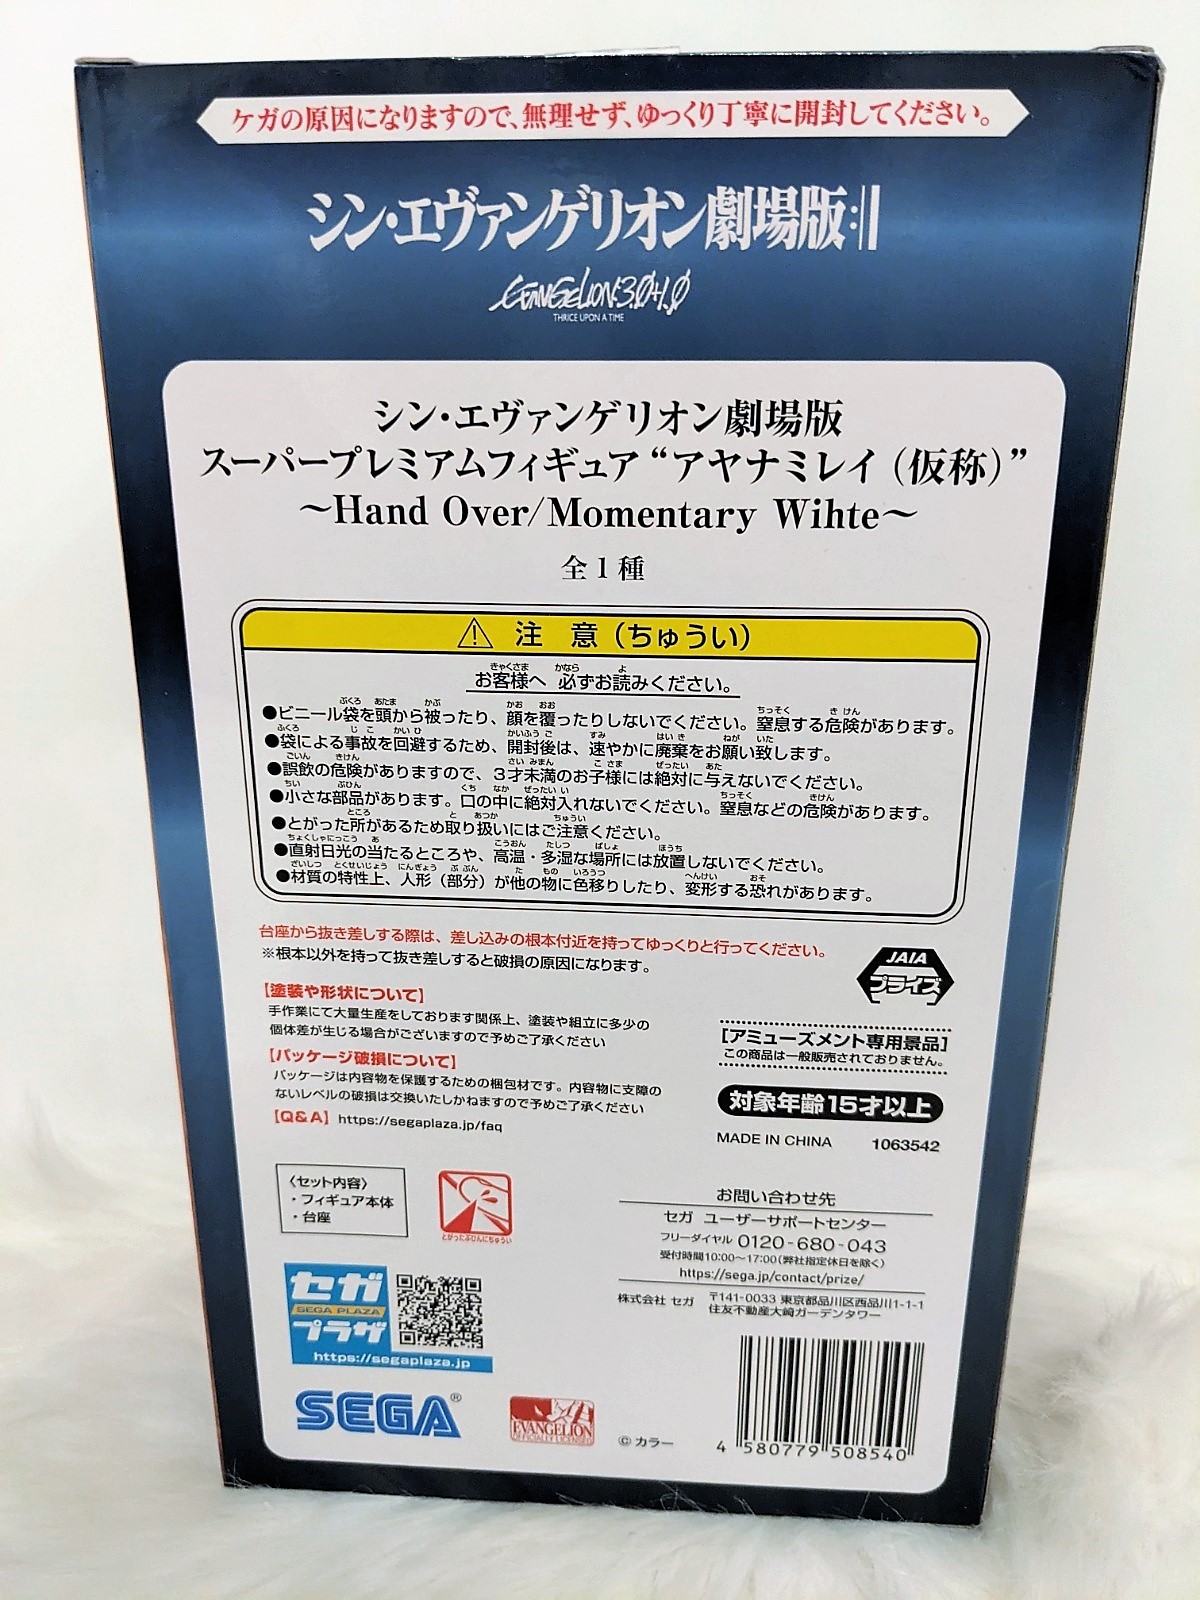 ケガの原因になりますので、無理せず、ゆっくり丁寧に開封してください。
シン・エヴァンゲリオン劇場版:||
EVANGELION:3.0+1.0
THRICE UPON A TIME
シン・エヴァンゲリオン劇場版
スーパープレミアムフィギュア“アヤナミレイ（仮称）”
～Hand Over/Momentary Wihte～
全1種
注 意（ちゅうい）
お客様へ 必ずお読みください。
●ビニール袋を頭から被ったり、顔を覆ったりしないでください。窒息する危険があります。
●袋による事故を回避するため、開封後は、速やかに廃棄をお願い致します。
●誤飲の危険がありますので、3才未満のお子様には絶対に与えないでください。
●小さな部品があります。口の中に絶対入れないでください。窒息などの危険があります。
●とがった所があるため取り扱いにはご注意ください。
●直射日光の当たるところや、高温・多湿な場所には放置しないでください。
●材質の特性上、人形（部分）が他の物に色移りしたり、変形する恐れがあります。
台座から抜き差しする際は、差し込みの根本付近を持ってゆっくりと行ってください。
※根本以外を持って抜き差しすると破損の原因になります。
JAIA
プライズ
【塗装や形状について】
手作業にて大量生産をしております関係上、塗装や組立に多少の
個体差が生じる場合がございますので予めご了承ください
【パッケージ破損について】
パッケージは内容物を保護するための梱包材です。内容物に支障の
ないレベルの破損は交換いたしかねますので予めご了承ください
【Q&A】https://segaplaza.jp/faq
[アミューズメント専用景品]
この商品は一般販売されておりません。
対象年齢15才以上
MADE IN CHINA 1063542
〈セット内容〉
・フィギュア本体
・台座
とがったぶひんにちゅうい
お問い合わせ先
セガ ユーザーサポートセンター
フリーダイヤル 0120-680-043
受付時間10:00～17:00(弊社指定休日を除く)
https://sega.jp/contact/prize/
株式会社 セガ 〒141-0033 東京都品川区西品川1-1-1
住友不動産大崎ガーデンタワー
セガ
SEGA PLAZA
プラザ
https://segaplaza.jp
SEGA®
EVANGELION
OFFICIALLY LICENSED
© カラー
4 580779 508540